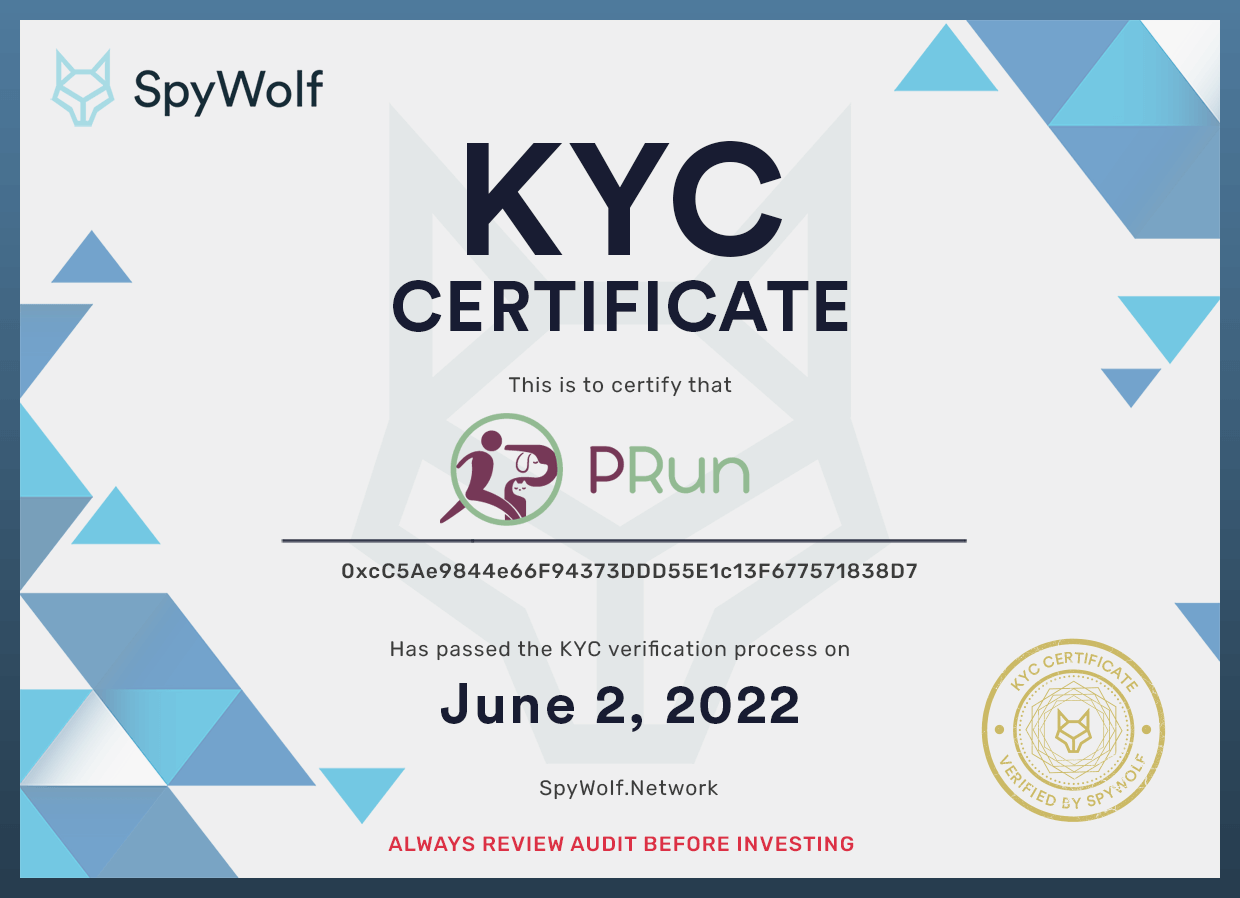 SpyWolf
KYC
CERTIFICATE
This is to certify that
PRun
0xcC5Ae9844e66F94373DDD55E1c13F677571838D7
Has passed the KYC verification process on
June 2, 2022
KYC CERTIFICATE
VERIFIED BY SPYWOLF
SpyWolf.Network
ALWAYS REVIEW AUDIT BEFORE INVESTING